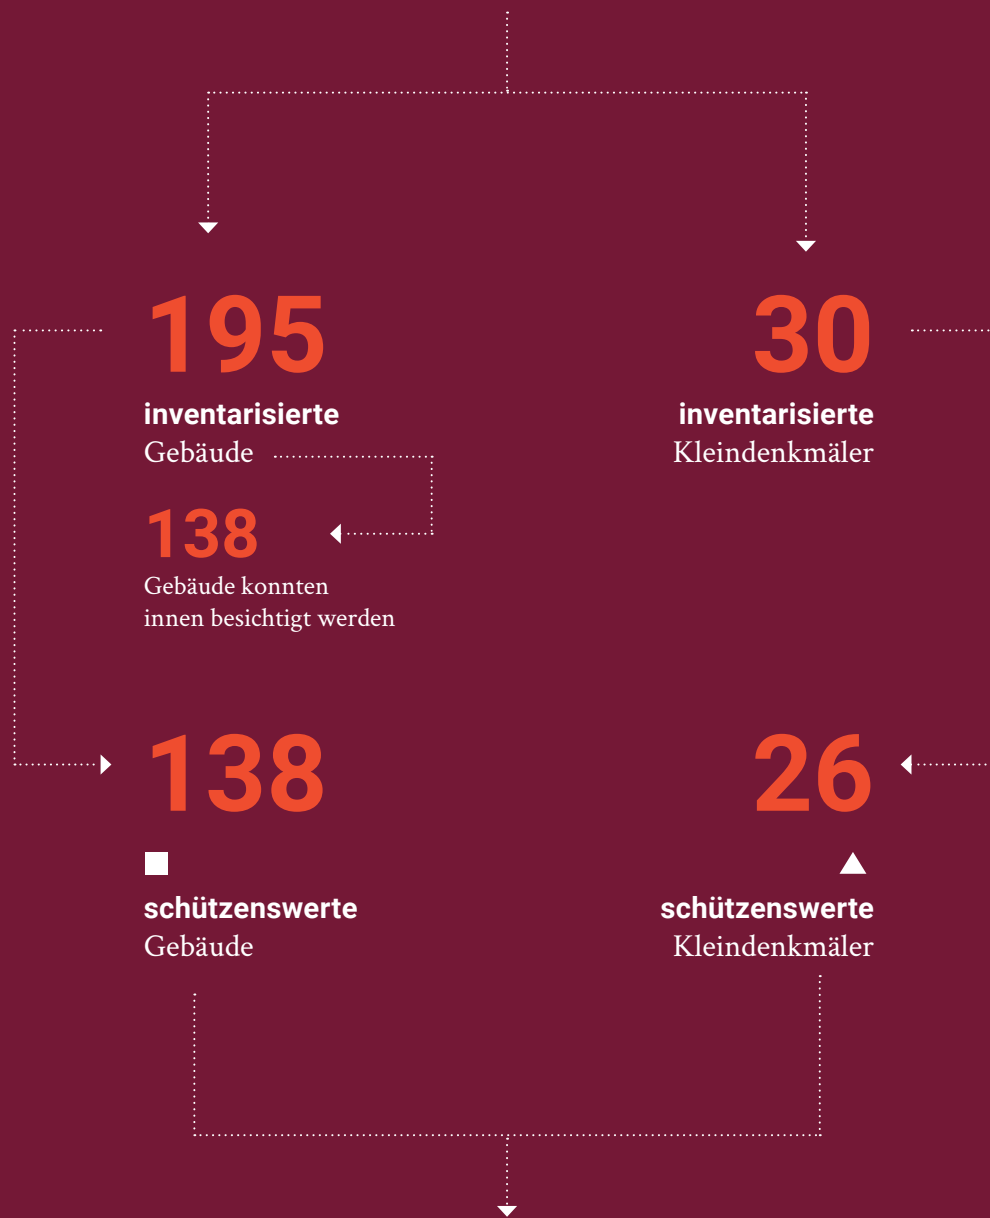 195
inventarisierte
Gebäude
138
Gebäude konnten
innen besichtigt werden
30
inventarisierte
Kleindenkmäler
138
schützenswerte
Gebäude
26
schützenswerte
Kleindenkmäler